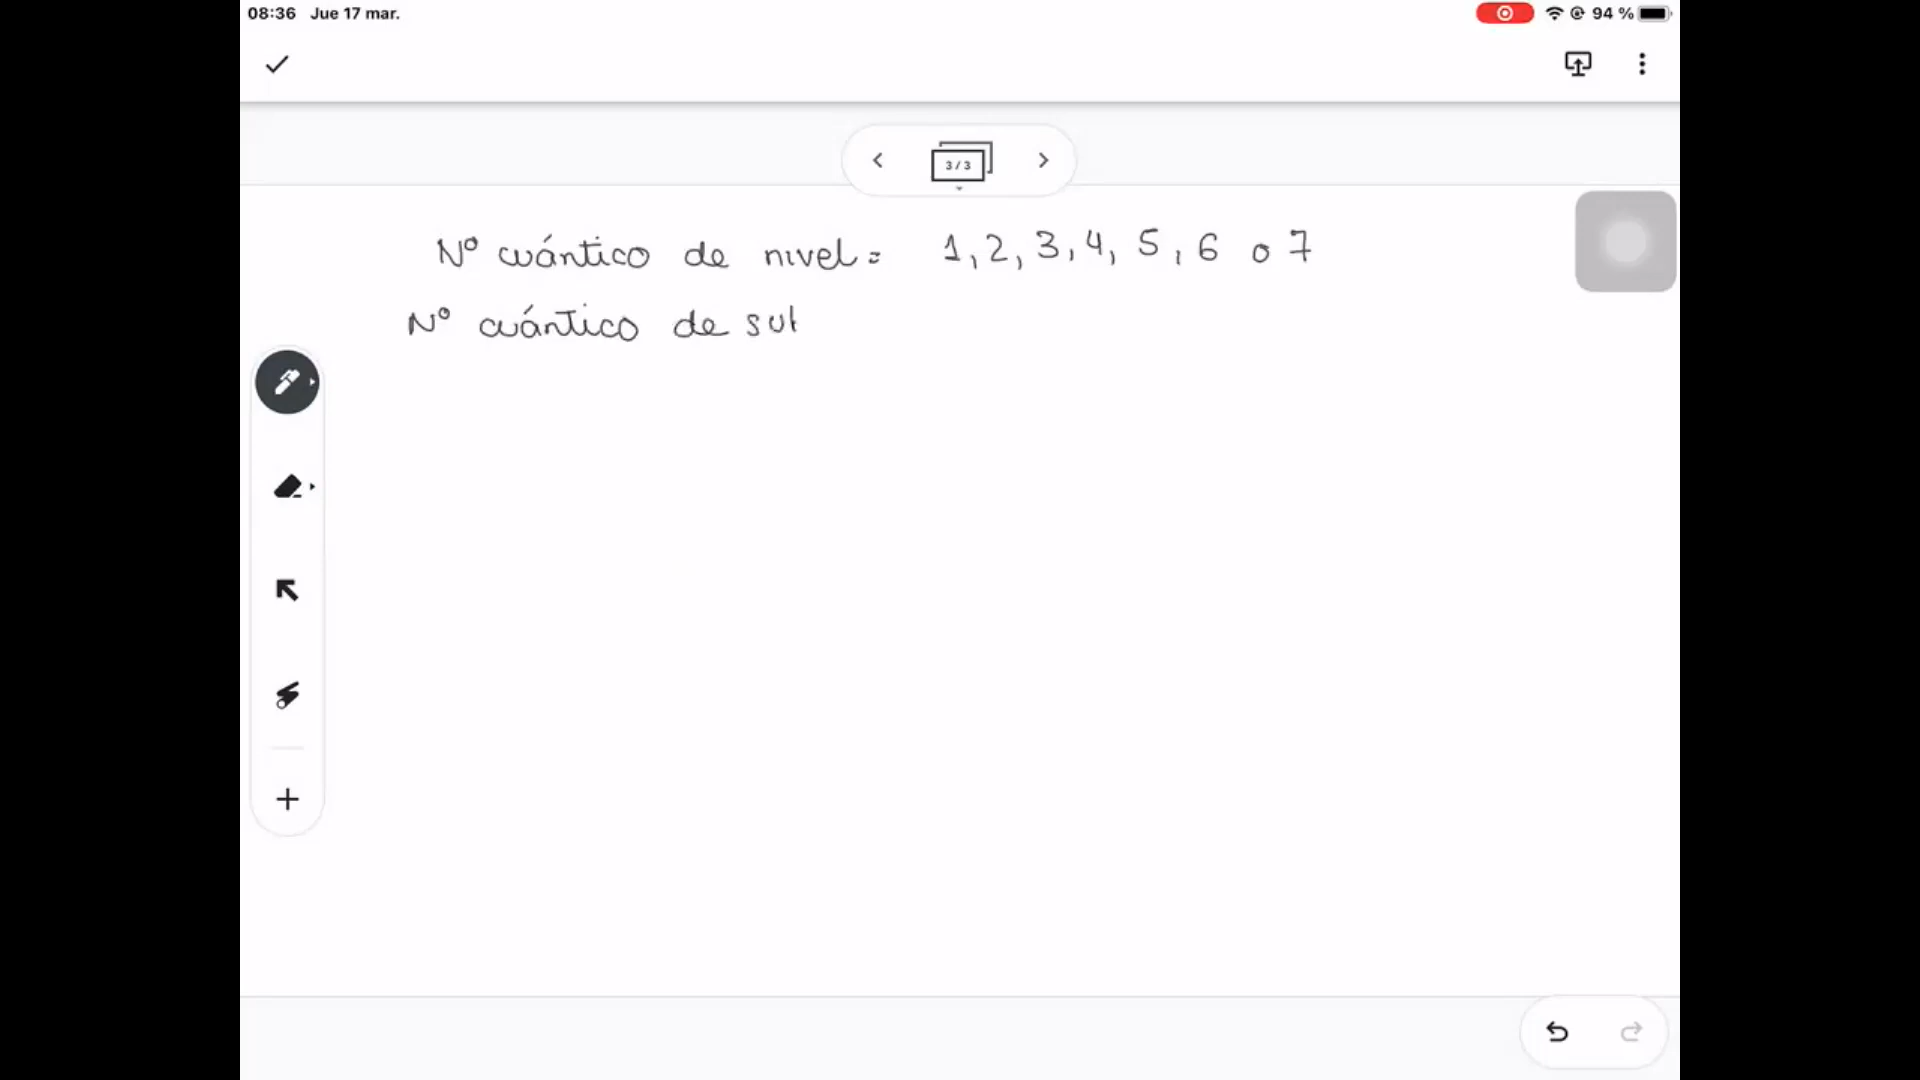 08:36 Jue 17 mar. 94 %
3/3
Nº cuántico de nivel = 1, 2, 3, 4, 5, 6 o 7
Nº cuántico de